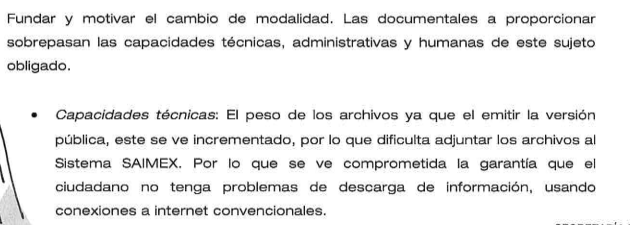 Fundar y motivar el cambio de modalidad. Las documentales a proporcionar
sobrepasan las capacidades técnicas, administrativas y humanas de este sujeto
obligado.
• Capacidades técnicas: El peso de los archivos ya que el emitir la versión
pública, este se ve incrementado, por lo que dificulta adjuntar los archivos al
Sistema SAIMEX. Por lo que se ve comprometida la garantía que el
ciudadano no tenga problemas de descarga de información, usando
conexiones a internet convencionales.